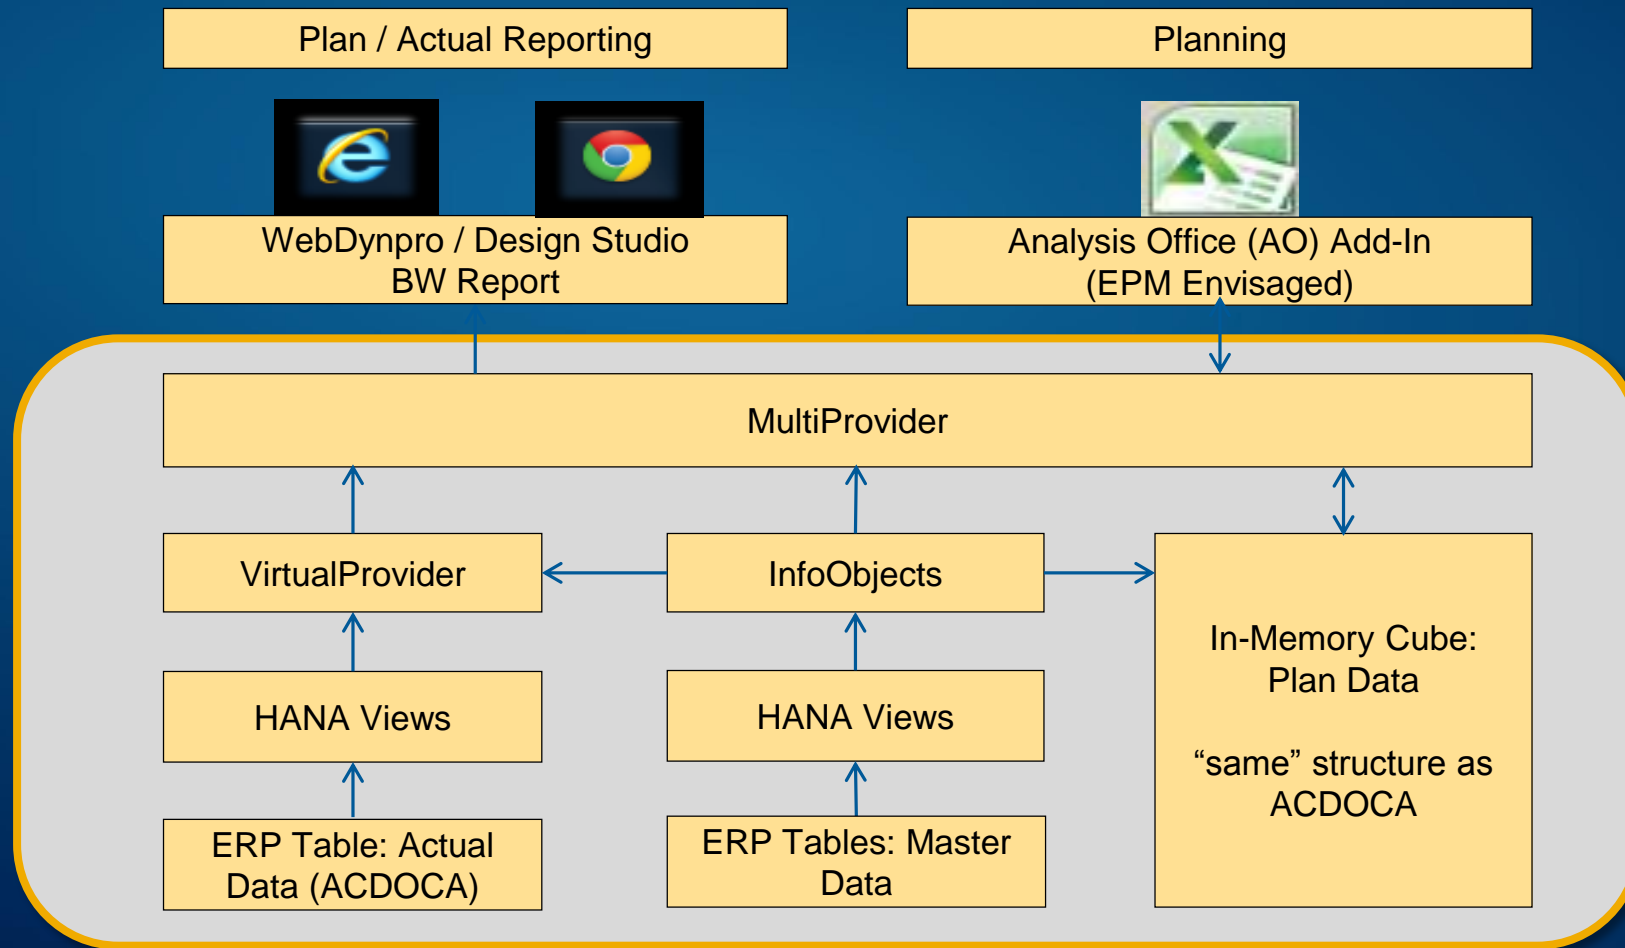 Plan / Actual Reporting
Planning
WebDynpro / Design Studio
BW Report
Analysis Office (AO) Add-In
(EPM Envisaged)
MultiProvider
VirtualProvider
InfoObjects
In-Memory Cube:
Plan Data
“same” structure as
ACDOCA
HANA Views
HANA Views
ERP Table: Actual
Data (ACDOCA)
ERP Tables: Master
Data